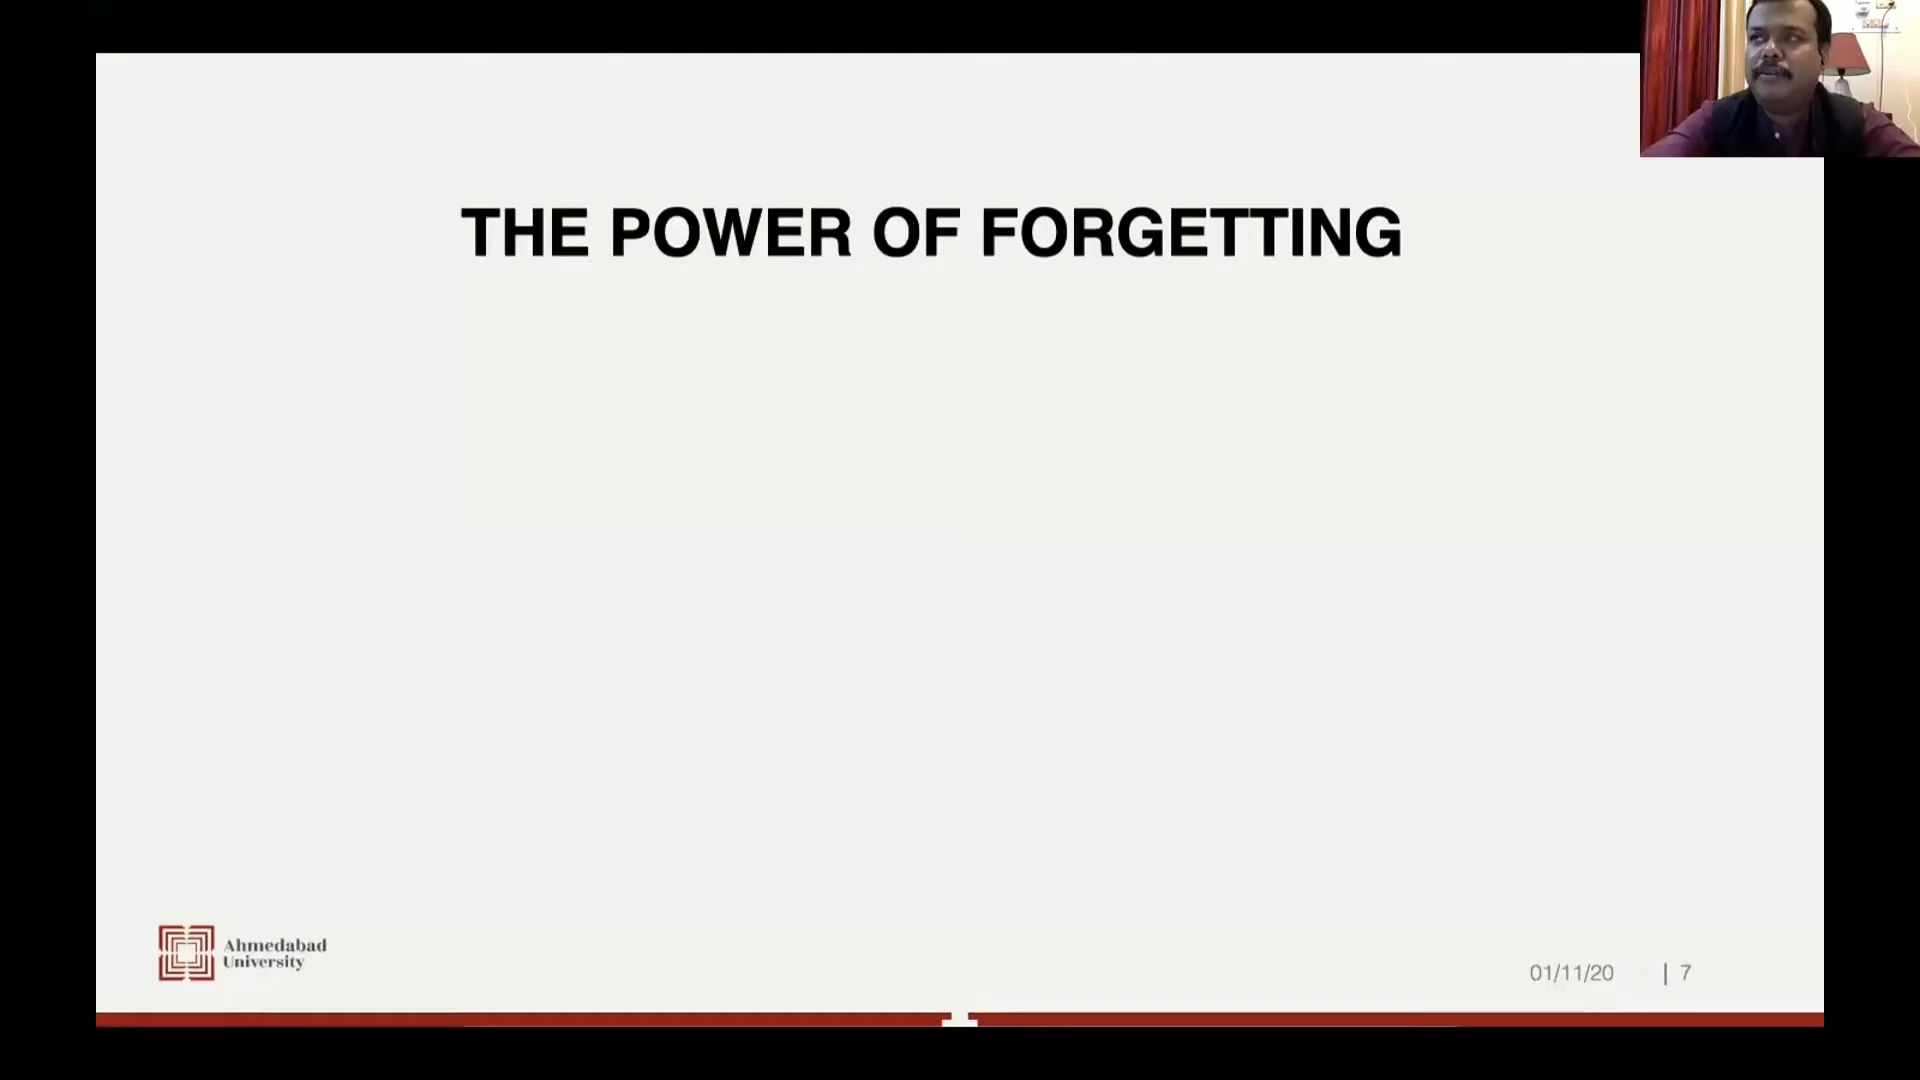 THE POWER OF FORGETTING
Ahmedabad
University
01/11/20 | 7